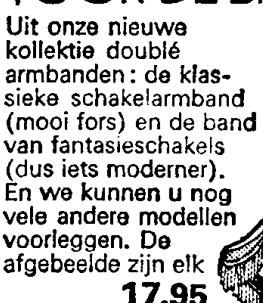 Uit onze nieuwe
kollektie doublé
armbanden: de klas-
sieke schakelarmband
(mooi fors) en de band
van fantasieschakels
(dus iets moderner).
En we kunnen u nog
vele andere modellen
voorleggen. De
afgebeelde zijn elk
17.95